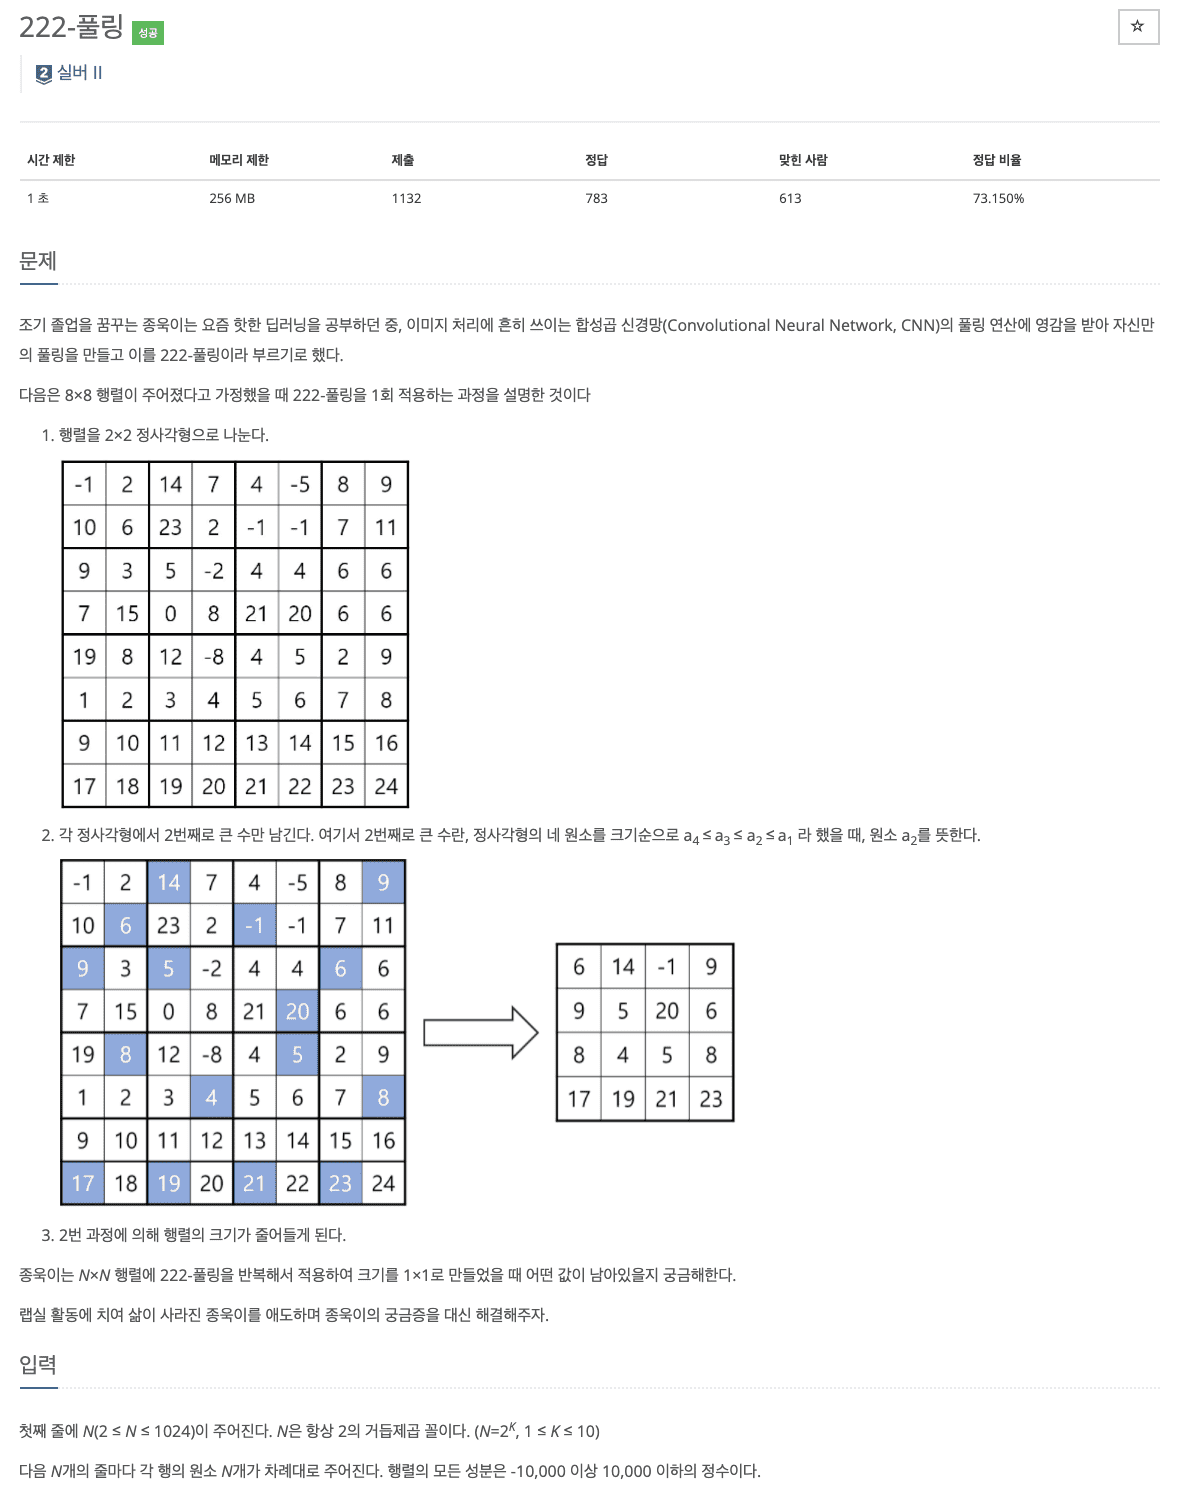 222-풀링 성공
☆
2 실버 II
시간 제한 메모리 제한 제출 정답 맞힌 사람 정답 비율
1 초 256 MB 1132 783 613 73.150%
문제
조기 졸업을 꿈꾸는 종욱이는 요즘 핫한 딥러닝을 공부하던 중, 이미지 처리에 흔히 쓰이는 합성곱 신경망(Convolutional Neural Network, CNN)의 풀링 연산에 영감을 받아 자신만
의 풀링을 만들고 이를 222-풀링이라 부르기로 했다.
다음은 8×8 행렬이 주어졌다고 가정했을 때 222-풀링을 1회 적용하는 과정을 설명한 것이다
1. 행렬을 2×2 정사각형으로 나눈다.
-1 2 14 7 4 -5 8 9
10 6 23 2 -1 -1 7 11
9 3 5 -2 4 4 6 6
7 15 0 8 21 20 6 6
19 8 12 -8 4 5 2 9
1 2 3 4 5 6 7 8
9 10 11 12 13 14 15 16
17 18 19 20 21 22 23 24
2. 각 정사각형에서 2번째로 큰 수만 남긴다. 여기서 2번째로 큰 수란, 정사각형의 네 원소를 크기순으로 a₄ ≤ a₃ ≤ a₂ ≤ a₁ 라 했을 때, 원소 a₂를 뜻한다.
-1 2 14 7 4 -5 8 9
10 6 23 2 -1 -1 7 11
9 3 5 -2 4 4 6 6
7 15 0 8 21 20 6 6
19 8 12 -8 4 5 2 9
1 2 3 4 5 6 7 8
9 10 11 12 13 14 15 16
17 18 19 20 21 22 23 24
6 14 -1 9
9 5 20 6
8 4 5 8
17 19 21 23
3. 2번 과정에 의해 행렬의 크기가 줄어들게 된다.
종욱이는 N×N 행렬에 222-풀링을 반복해서 적용하여 크기를 1×1로 만들었을 때 어떤 값이 남아있을지 궁금해한다.
랩실 활동에 치여 삶이 사라진 종욱이를 애도하며 종욱이의 궁금증을 대신 해결해주자.
입력
첫째 줄에 N(2 ≤ N ≤ 1024)이 주어진다. N은 항상 2의 거듭제곱 꼴이다. (N=2ᴷ, 1 ≤ K ≤ 10)
다음 N개의 줄마다 각 행의 원소 N개가 차례대로 주어진다. 행렬의 모든 성분은 -10,000 이상 10,000 이하의 정수이다.